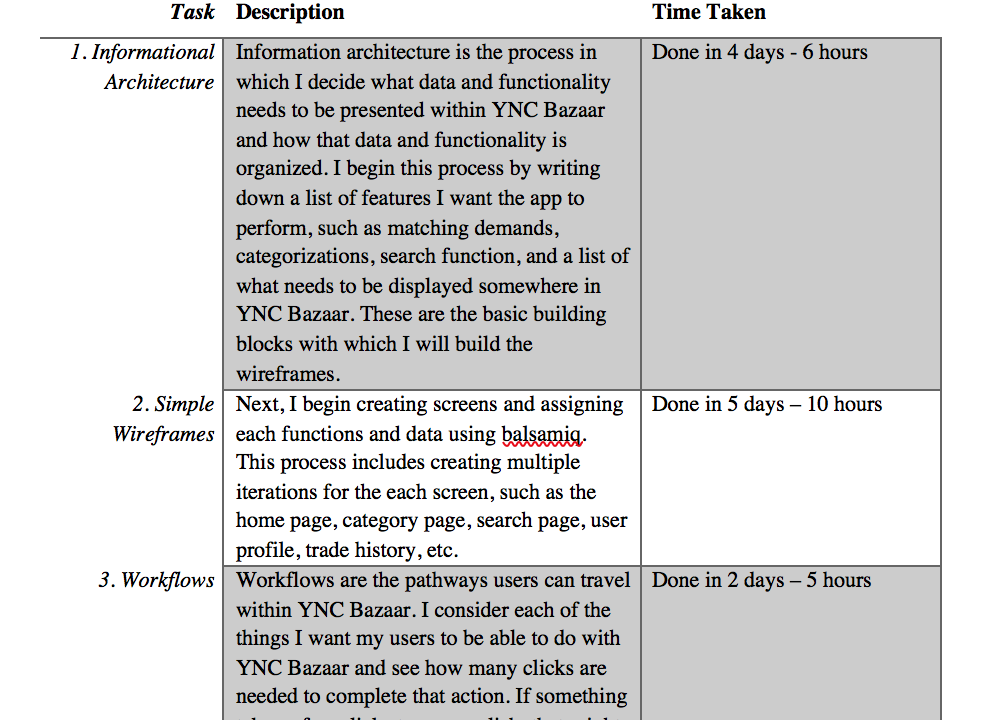 Task Description Time Taken
1. Informational Information architecture is the process in Done in 4 days - 6 hours
Architecture which I decide what data and functionality
needs to be presented within YNC Bazaar
and how that data and functionality is
organized. I begin this process by writing
down a list of features I want the app to
perform, such as matching demands,
categorizations, search function, and a list of
what needs to be displayed somewhere in
YNC Bazaar. These are the basic building
blocks with which I will build the
wireframes.
2. Simple Next, I begin creating screens and assigning Done in 5 days – 10 hours
Wireframes each functions and data using balsamiq.
This process includes creating multiple
iterations for the each screen, such as the
home page, category page, search page, user
profile, trade history, etc.
3. Workflows Workflows are the pathways users can travel Done in 2 days – 5 hours
within YNC Bazaar. I consider each of the
things I want my users to be able to do with
YNC Bazaar and see how many clicks are
needed to complete that action. If something